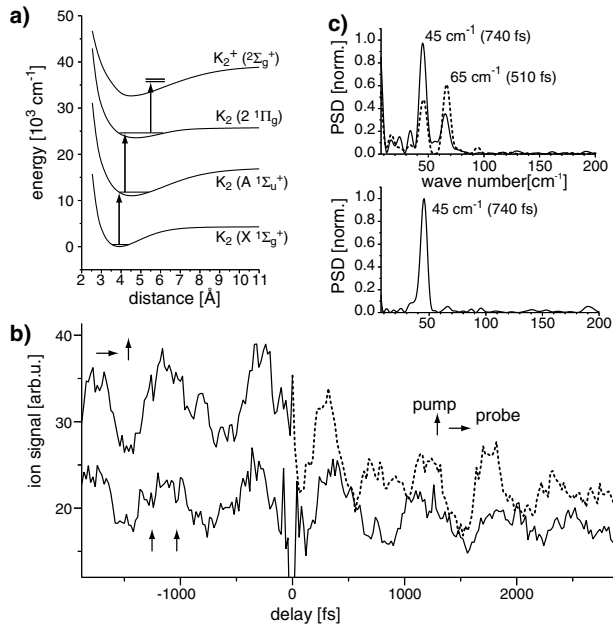 a)
50
40
30
20
10
0
energy [10³ cm⁻¹]
K₂⁺ (²Σg⁺)
K₂ (2 ¹Πg)
K₂ (A ¹Σu⁺)
K₂ (X ¹Σg⁺)
2 3 4 5 6 7 8 9 10 11
distance [Å]
c)
1.0
0.8
0.6
0.4
0.2
0.0
PSD [norm.]
45 cm⁻¹ (740 fs)
65 cm⁻¹ (510 fs)
50 100 150 200
wave number[cm⁻¹]
1.0
0.8
0.6
0.4
0.2
0.0
PSD [norm.]
45 cm⁻¹ (740 fs)
50 100 150 200
b)
40
30
20
ion signal [arb.u.]
pump
probe
-1000 0 1000 2000
delay [fs]